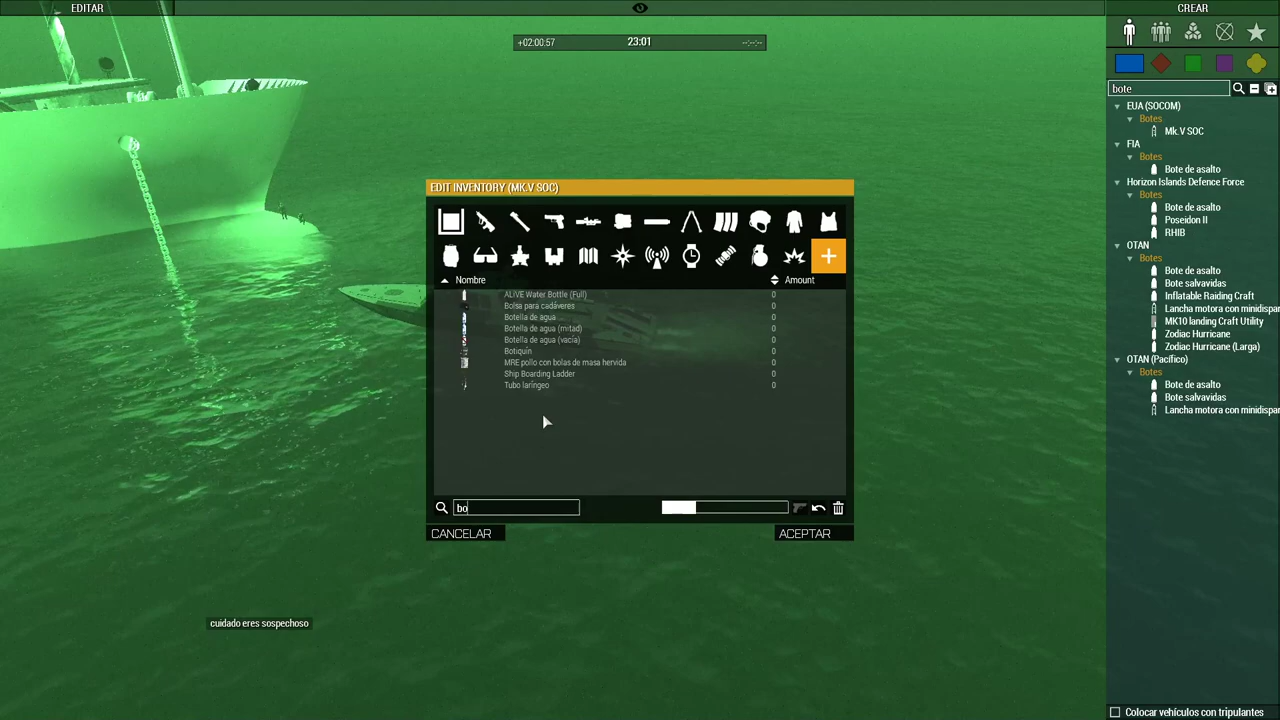 EDITAR
CREAR
+02:00:57
23:01
--:--:--
bote
EUA (SOCOM)
Botes
Mk.V SOC
FIA
Botes
Bote de asalto
Horizon Islands Defence Force
Botes
Bote de asalto
Poseidon II
RHIB
OTAN
Botes
Bote de asalto
Bote salvavidas
Inflatable Raiding Craft
Lancha motora con minidispar
MK10 landing Craft Utility
Zodiac Hurricane
Zodiac Hurricane (Larga)
OTAN (Pacífico)
Botes
Bote de asalto
Bote salvavidas
Lancha motora con minidispar
Colocar vehículos con tripulantes
EDIT INVENTORY (MK.V SOC)
Nombre Amount
ALiVE Water Bottle (Full) 0
Bolsa para cadáveres 0
Botella de agua 0
Botella de agua (mitad) 0
Botella de agua (vacía) 0
Botiquín 0
MRE pollo con bolas de masa hervida 0
Ship Boarding Ladder 0
Tubo laríngeo 0
bo
CANCELAR ACEPTAR
cuidado eres sospechoso